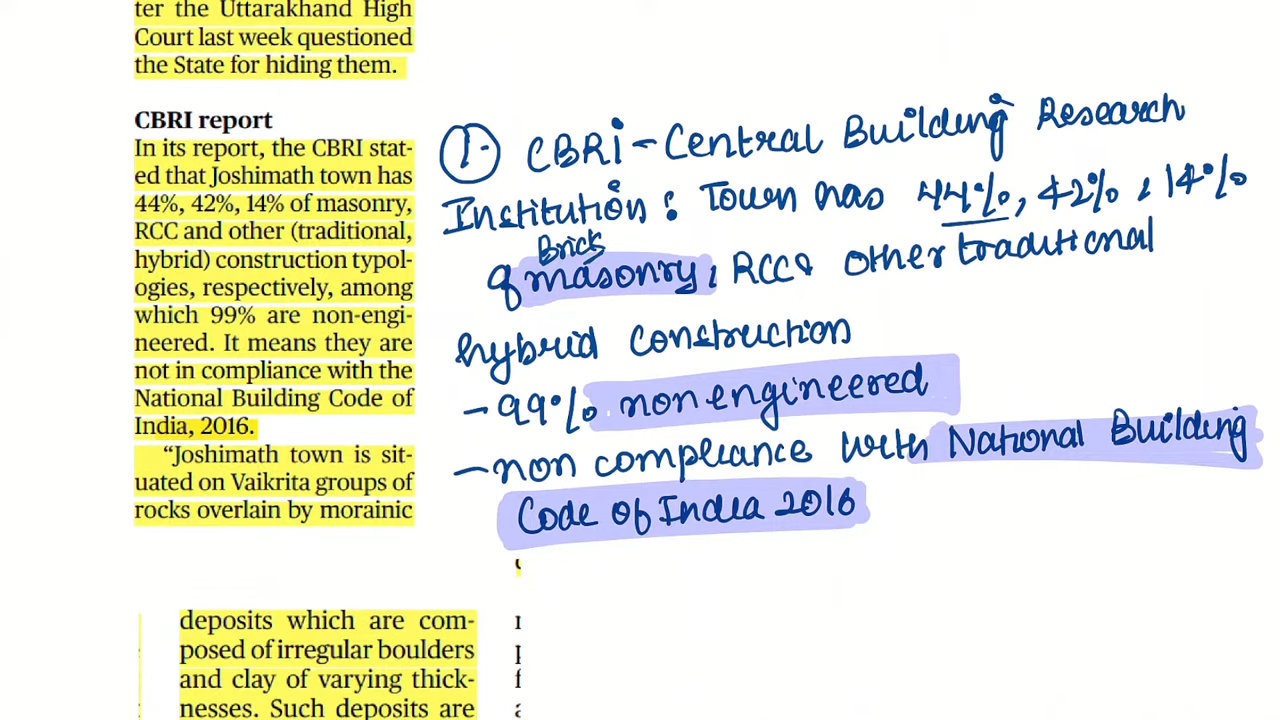 ter the Uttarakhand High
Court last week questioned
the State for hiding them.
CBRI report
In its report, the CBRI stat-
ed that Joshimath town has
44%, 42%, 14% of masonry,
RCC and other (traditional,
hybrid) construction typol-
ogies, respectively, among
which 99% are non-engi-
neered. It means they are
not in compliance with the
National Building Code of
India, 2016.
“Joshimath town is sit-
uated on Vaikrita groups of
rocks overlain by morainic
deposits which are com-
posed of irregular boulders
and clay of varying thick-
nesses. Such deposits are
1. CBRI - Central Building Research
Institution : Town has 44%, 42%, 14%
Brick
of masonry, RCC & other traditional
hybrid construction
- 99% non engineered
- non compliance with National Building
Code of India 2016